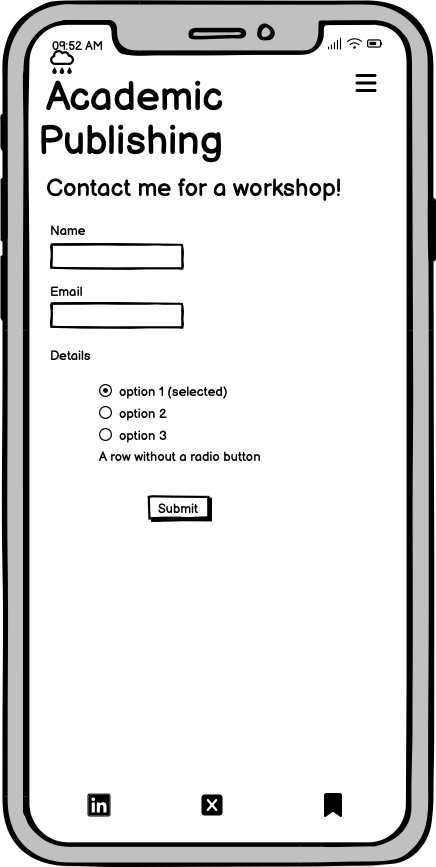 09:52 AM
Academic
Publishing
Contact me for a workshop!
Name
Email
Details
option 1 (selected)
option 2
option 3
A row without a radio button
Submit
in
X